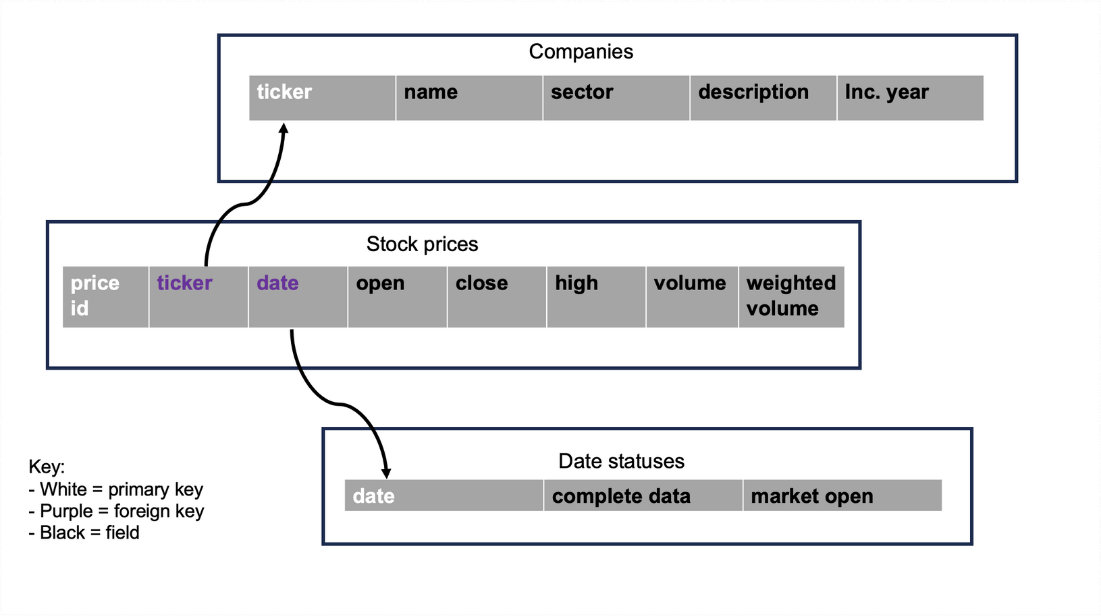 Companies
ticker name sector description Inc. year
Stock prices
price ticker date open close high volume weighted
id volume
Date statuses
date complete data market open
Key:
- White = primary key
- Purple = foreign key
- Black = field